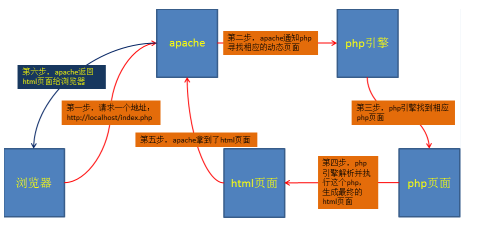 apache
第二步，apache通知php
寻找相应的动态页面
php引擎
第六步，apache返回
html页面给浏览器
第一步，请求一个地址：
http://localhost/index.php
第三步，php引擎找到相应
php页面
第五步，apache拿到了html页面
浏览器
html页面
第四步，php
引擎解析并执
行这个php，
生成最终的
html页面
php页面